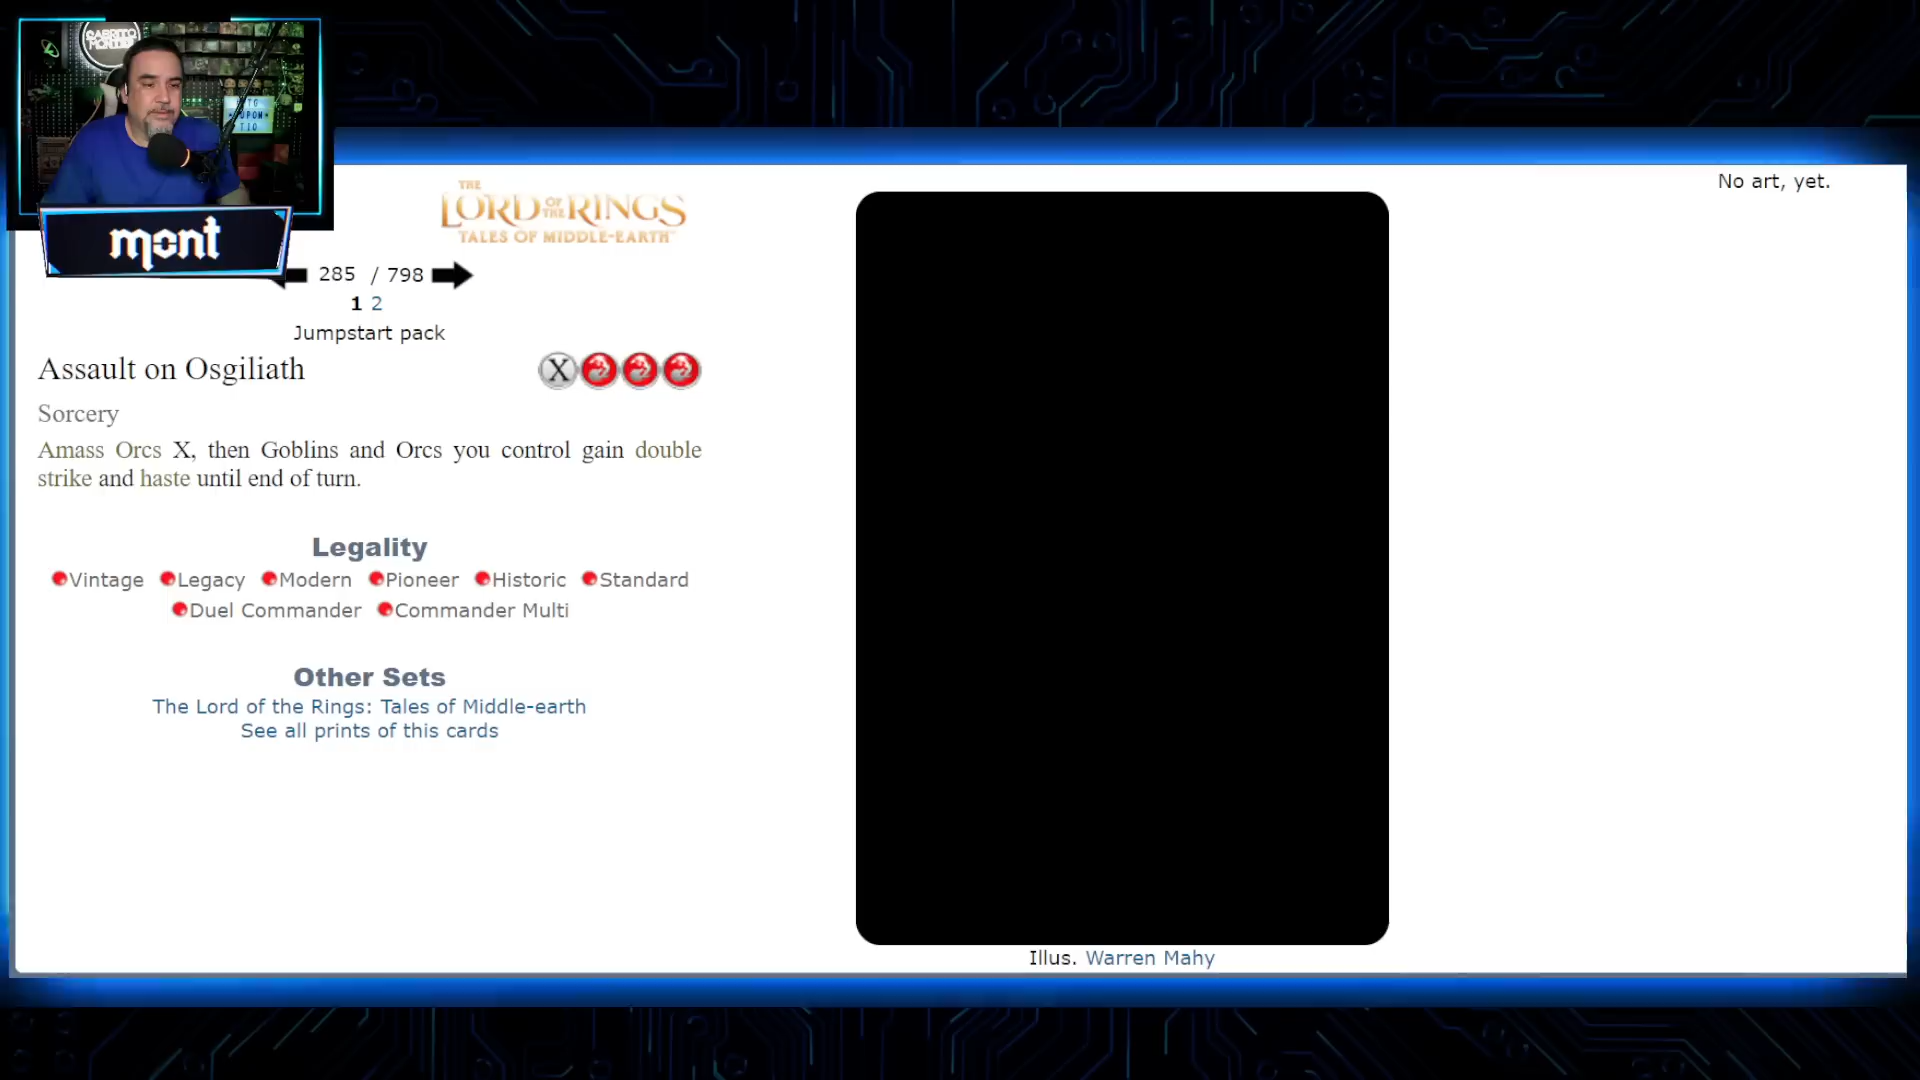 MTG
UPON
TIO
mont
THE
LORD OF THE RINGS
TALES OF MIDDLE-EARTH
285 / 798
1 2
Jumpstart pack
Assault on Osgiliath X
Sorcery
Amass Orcs X, then Goblins and Orcs you control gain double
strike and haste until end of turn.
Legality
Vintage Legacy Modern Pioneer Historic Standard
Duel Commander Commander Multi
Other Sets
The Lord of the Rings: Tales of Middle-earth
See all prints of this cards
No art, yet.
Illus. Warren Mahy